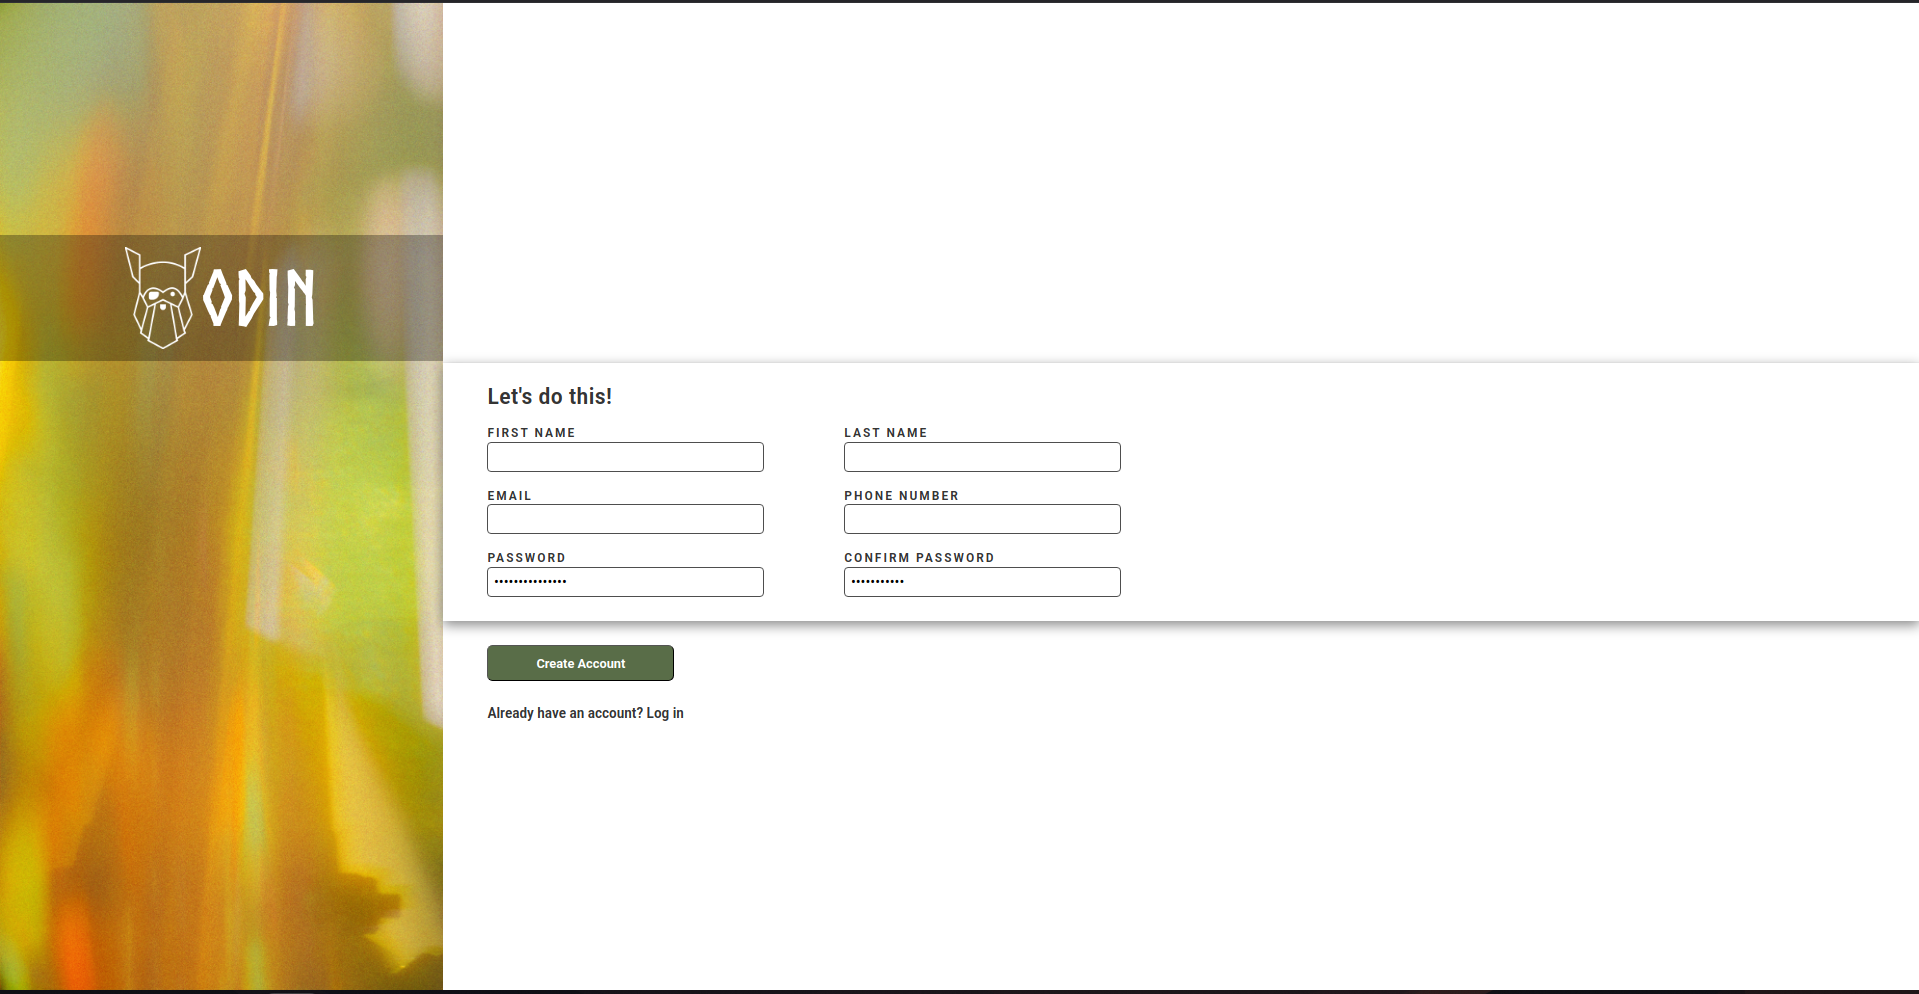 ODIN
Let's do this!
FIRST NAME
LAST NAME
EMAIL
PHONE NUMBER
PASSWORD
CONFIRM PASSWORD
•••••••••••••••
•••••••••••
Create Account
Already have an account? Log in